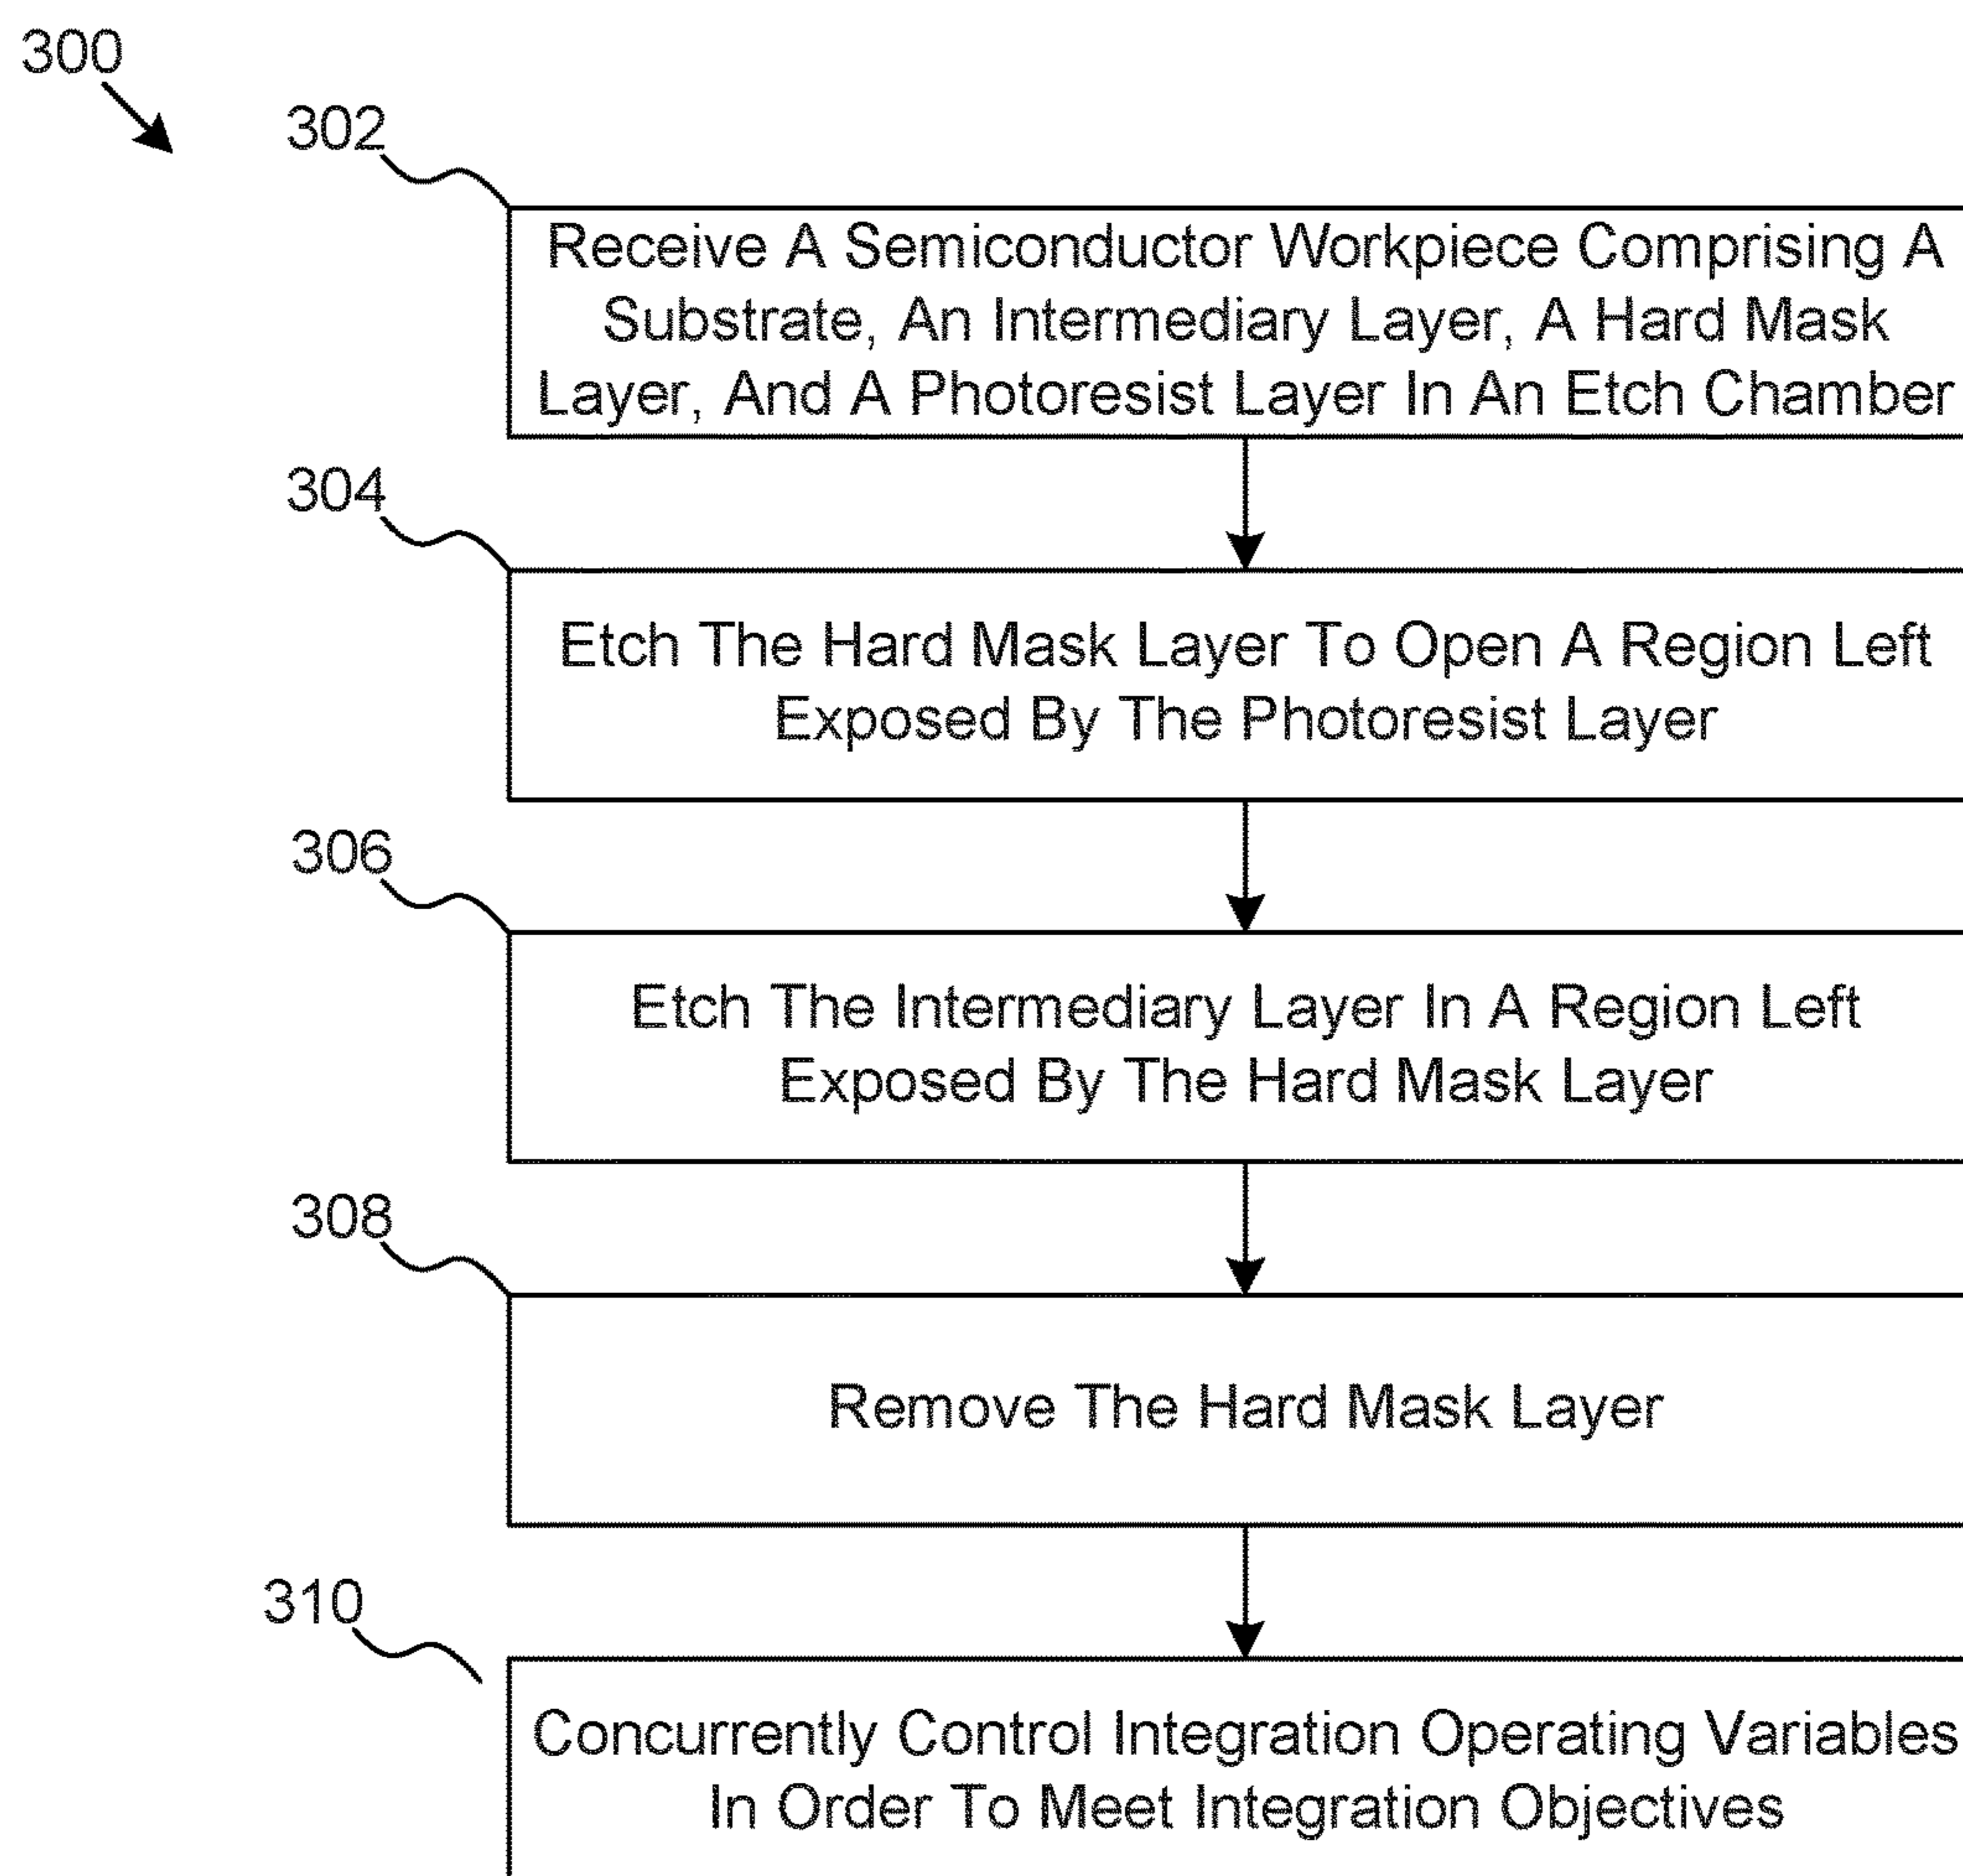 300
302
Receive A Semiconductor Workpiece Comprising A
Substrate, An Intermediary Layer, A Hard Mask
Layer, And A Photoresist Layer In An Etch Chamber
304
Etch The Hard Mask Layer To Open A Region Left
Exposed By The Photoresist Layer
306
Etch The Intermediary Layer In A Region Left
Exposed By The Hard Mask Layer
308
Remove The Hard Mask Layer
310
Concurrently Control Integration Operating Variables
In Order To Meet Integration Objectives